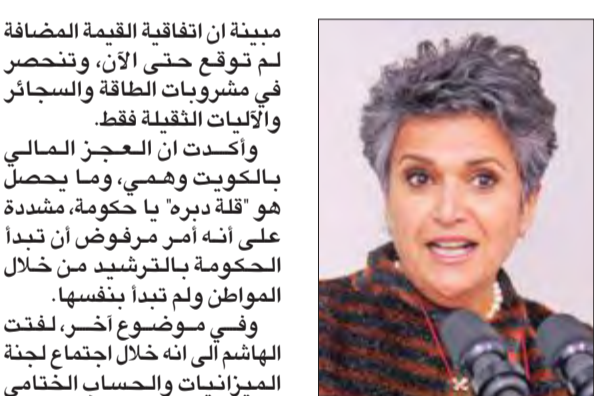 مبينة ان اتفاقية القيمة المضافة
لم توقع حتى الآن، وتنحصر
في مشروبات الطاقة والسجائر
والآليات الثقيلة فقط.
وأكدت ان العجز المالي
بالكويت وهمي، وما يحصل
هو "قلة دبره" يا حكومة، مشددة
على أنه أمر مرفوض أن تبدأ
الحكومة بالترشيد من خلال
المواطن ولم تبدأ بنفسها.
وفي موضوع آخر، لفتت
الهاشم الى انه خلال اجتماع لجنة
الميزانيات والحساب الختامي